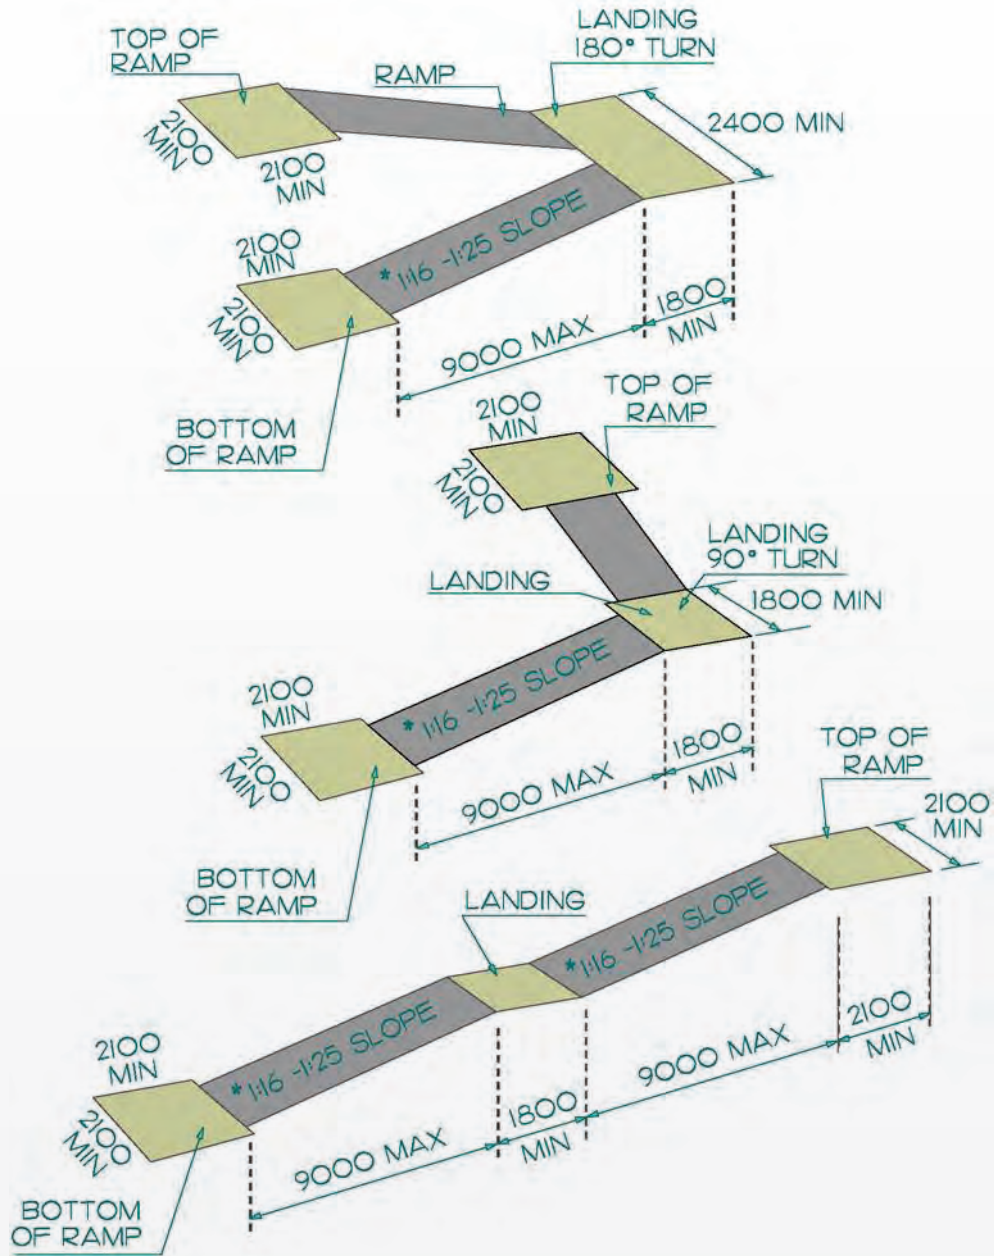 LANDING
180° TURN
TOP OF
RAMP
RAMP
2400 MIN
2100
MIN
2100
MIN
* 1:16 -1:25 SLOPE
2100
MIN
2100
MIN
1800
MIN
9000 MAX
BOTTOM
OF RAMP
TOP OF
RAMP
2100
MIN
2100
MIN
LANDING
90° TURN
LANDING
1800 MIN
* 1:16 -1:25 SLOPE
2100
MIN
2100
MIN
1800
MIN
9000 MAX
BOTTOM
OF RAMP
TOP OF
RAMP
2100
MIN
LANDING
* 1:16 -1:25 SLOPE
2100
MIN
9000 MAX
* 1:16 -1:25 SLOPE
2100
MIN
2100
MIN
1800
MIN
9000 MAX
BOTTOM
OF RAMP